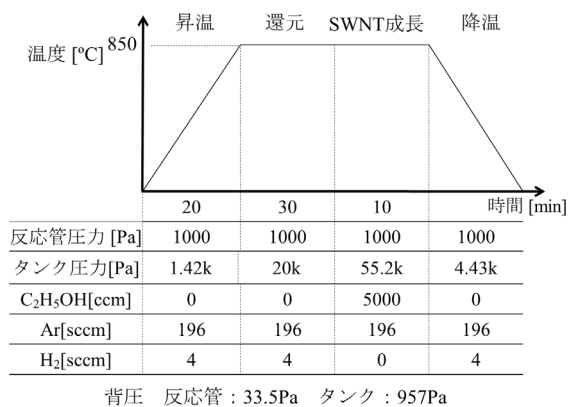 昇温 還元 SWNT成長 降温
温度 [ºC] 850
20 30 10 時間 [min]
反応管圧力 [Pa] 1000 1000 1000 1000
タンク圧力[Pa] 1.42k 20k 55.2k 4.43k
C₂H₅OH[ccm] 0 0 5000 0
Ar[sccm] 196 196 196 196
H₂[sccm] 4 4 0 4
背圧 反応管：33.5Pa タンク：957Pa